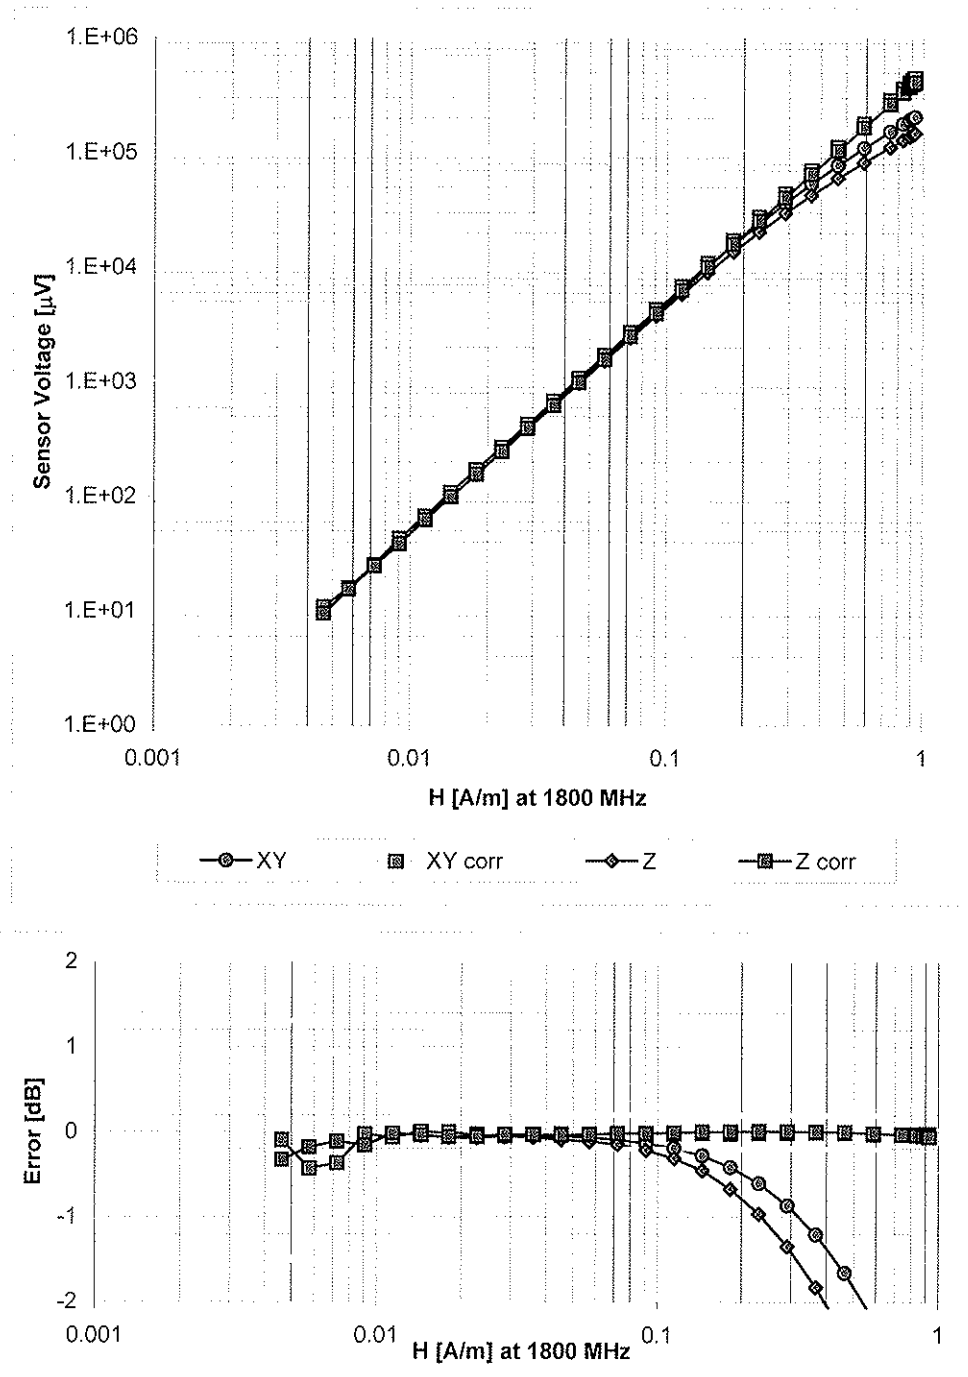 1.E+06
1.E+05
1.E+04
1.E+03
1.E+02
1.E+01
1.E+00
Sensor Voltage [µV]
0.001 0.01 0.1 1
H [A/m] at 1800 MHz
XY XY corr Z Z corr
2
1
0
-1
-2
Error [dB]
0.001 0.01 0.1 1
H [A/m] at 1800 MHz